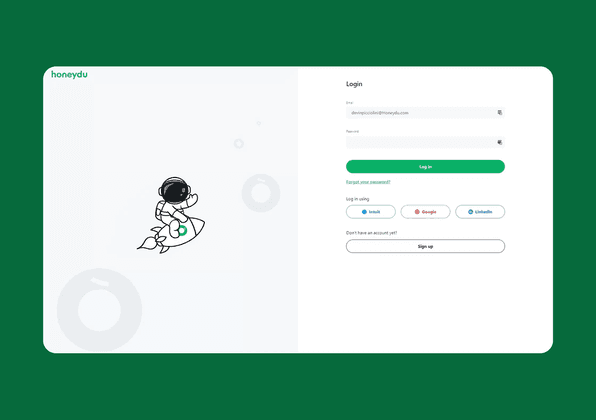 honeydu
Login
Email
Password
Log in
Forgot your password?
Log in using
Intuit
Google
LinkedIn
Don't have an account yet?
Sign up